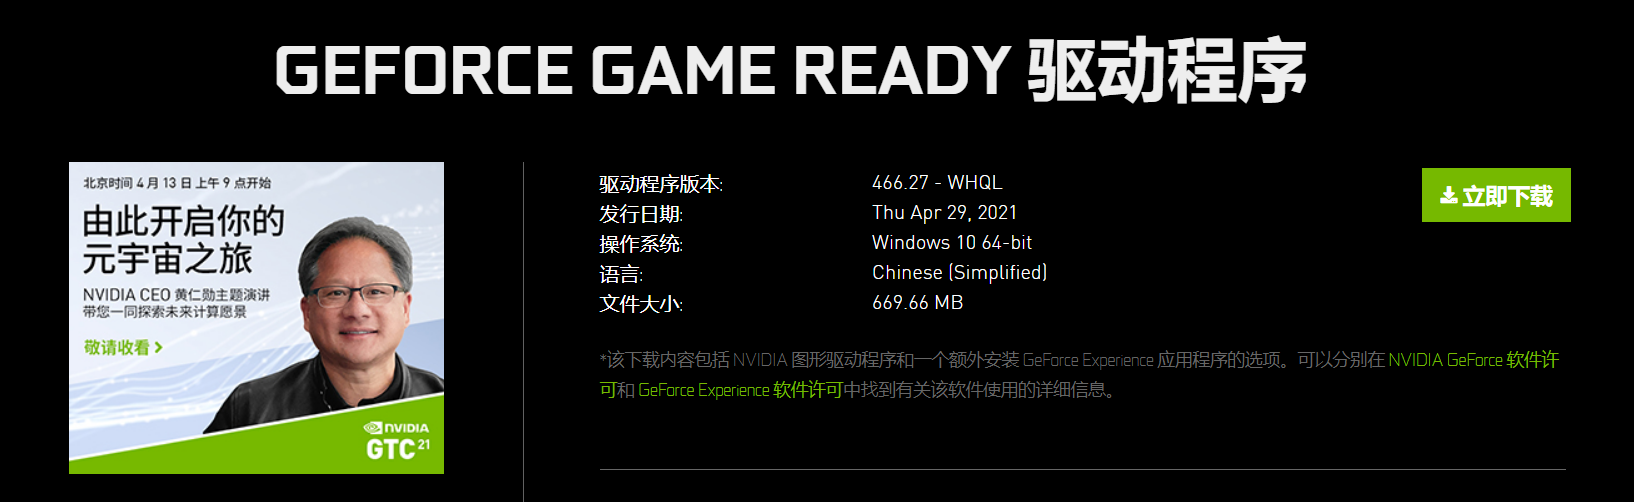 GEFORCE GAME READY 驱动程序
北京时间 4 月 13 日 上午 9 点开始
由此开启你的
元宇宙之旅
NVIDIA CEO 黄仁勋主题演讲
带您一同探索未来计算愿景
敬请收看
NVIDIA
GTC 21
驱动程序版本: 466.27 - WHQL
发行日期: Thu Apr 29, 2021
操作系统: Windows 10 64-bit
语言: Chinese (Simplified)
文件大小: 669.66 MB
立即下载
*该下载内容包括 NVIDIA 图形驱动程序和一个额外安装 GeForce Experience 应用程序的选项。可以分别在 NVIDIA GeForce 软件许
可和 GeForce Experience 软件许可中找到有关该软件使用的详细信息。